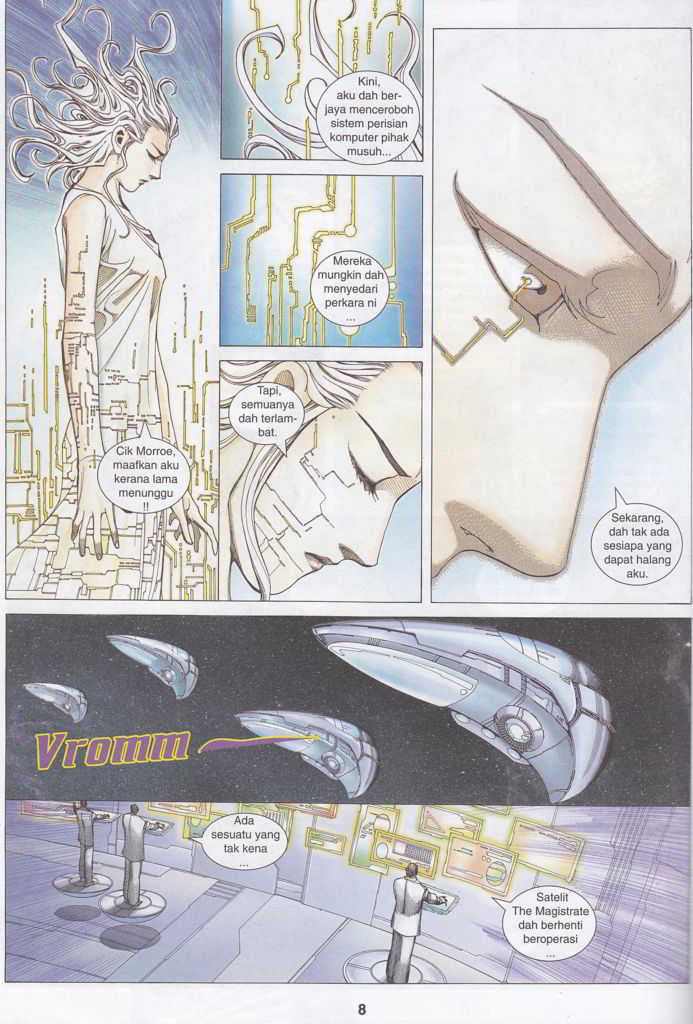 Cik Morroe,
maafkan aku
kerana lama
menunggu
!!
Kini,
aku dah ber-
jaya menceroboh
sistem perisian
komputer pihak
musuh...
Mereka
mungkin dah
menyedari
perkara ni
...
Tapi,
semuanya
dah terlam-
bat.
Sekarang,
dah tak ada
sesiapa yang
dapat halang
aku.
Vromm
Ada
sesuatu yang
tak kena
...
Satelit
The Magistrate
dah berhenti
beroperasi
...
8